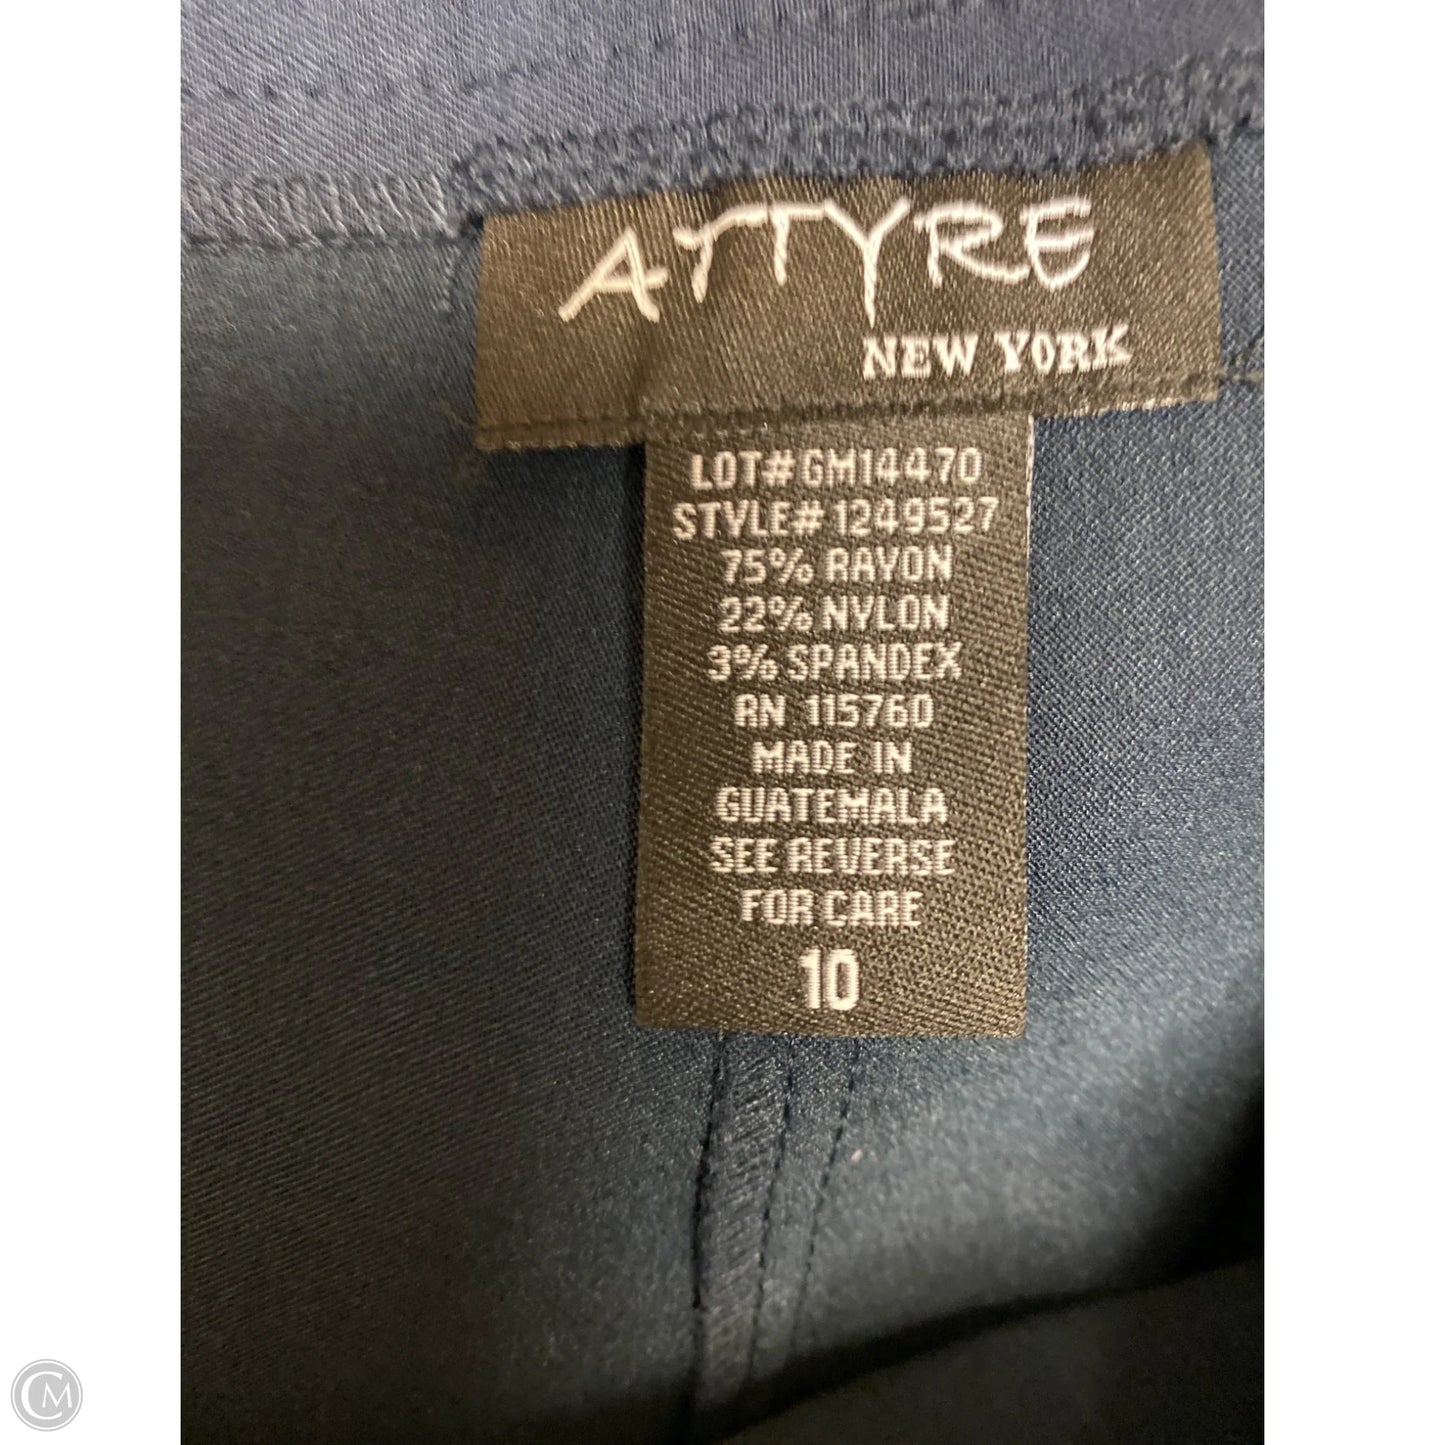 ATTYRE
NEW YORK
LOT# GM14470
STYLE# 1249527
75% RAYON
22% NYLON
3% SPANDEX
RN 115760
MADE IN
GUATEMALA
SEE REVERSE
FOR CARE
10
CM